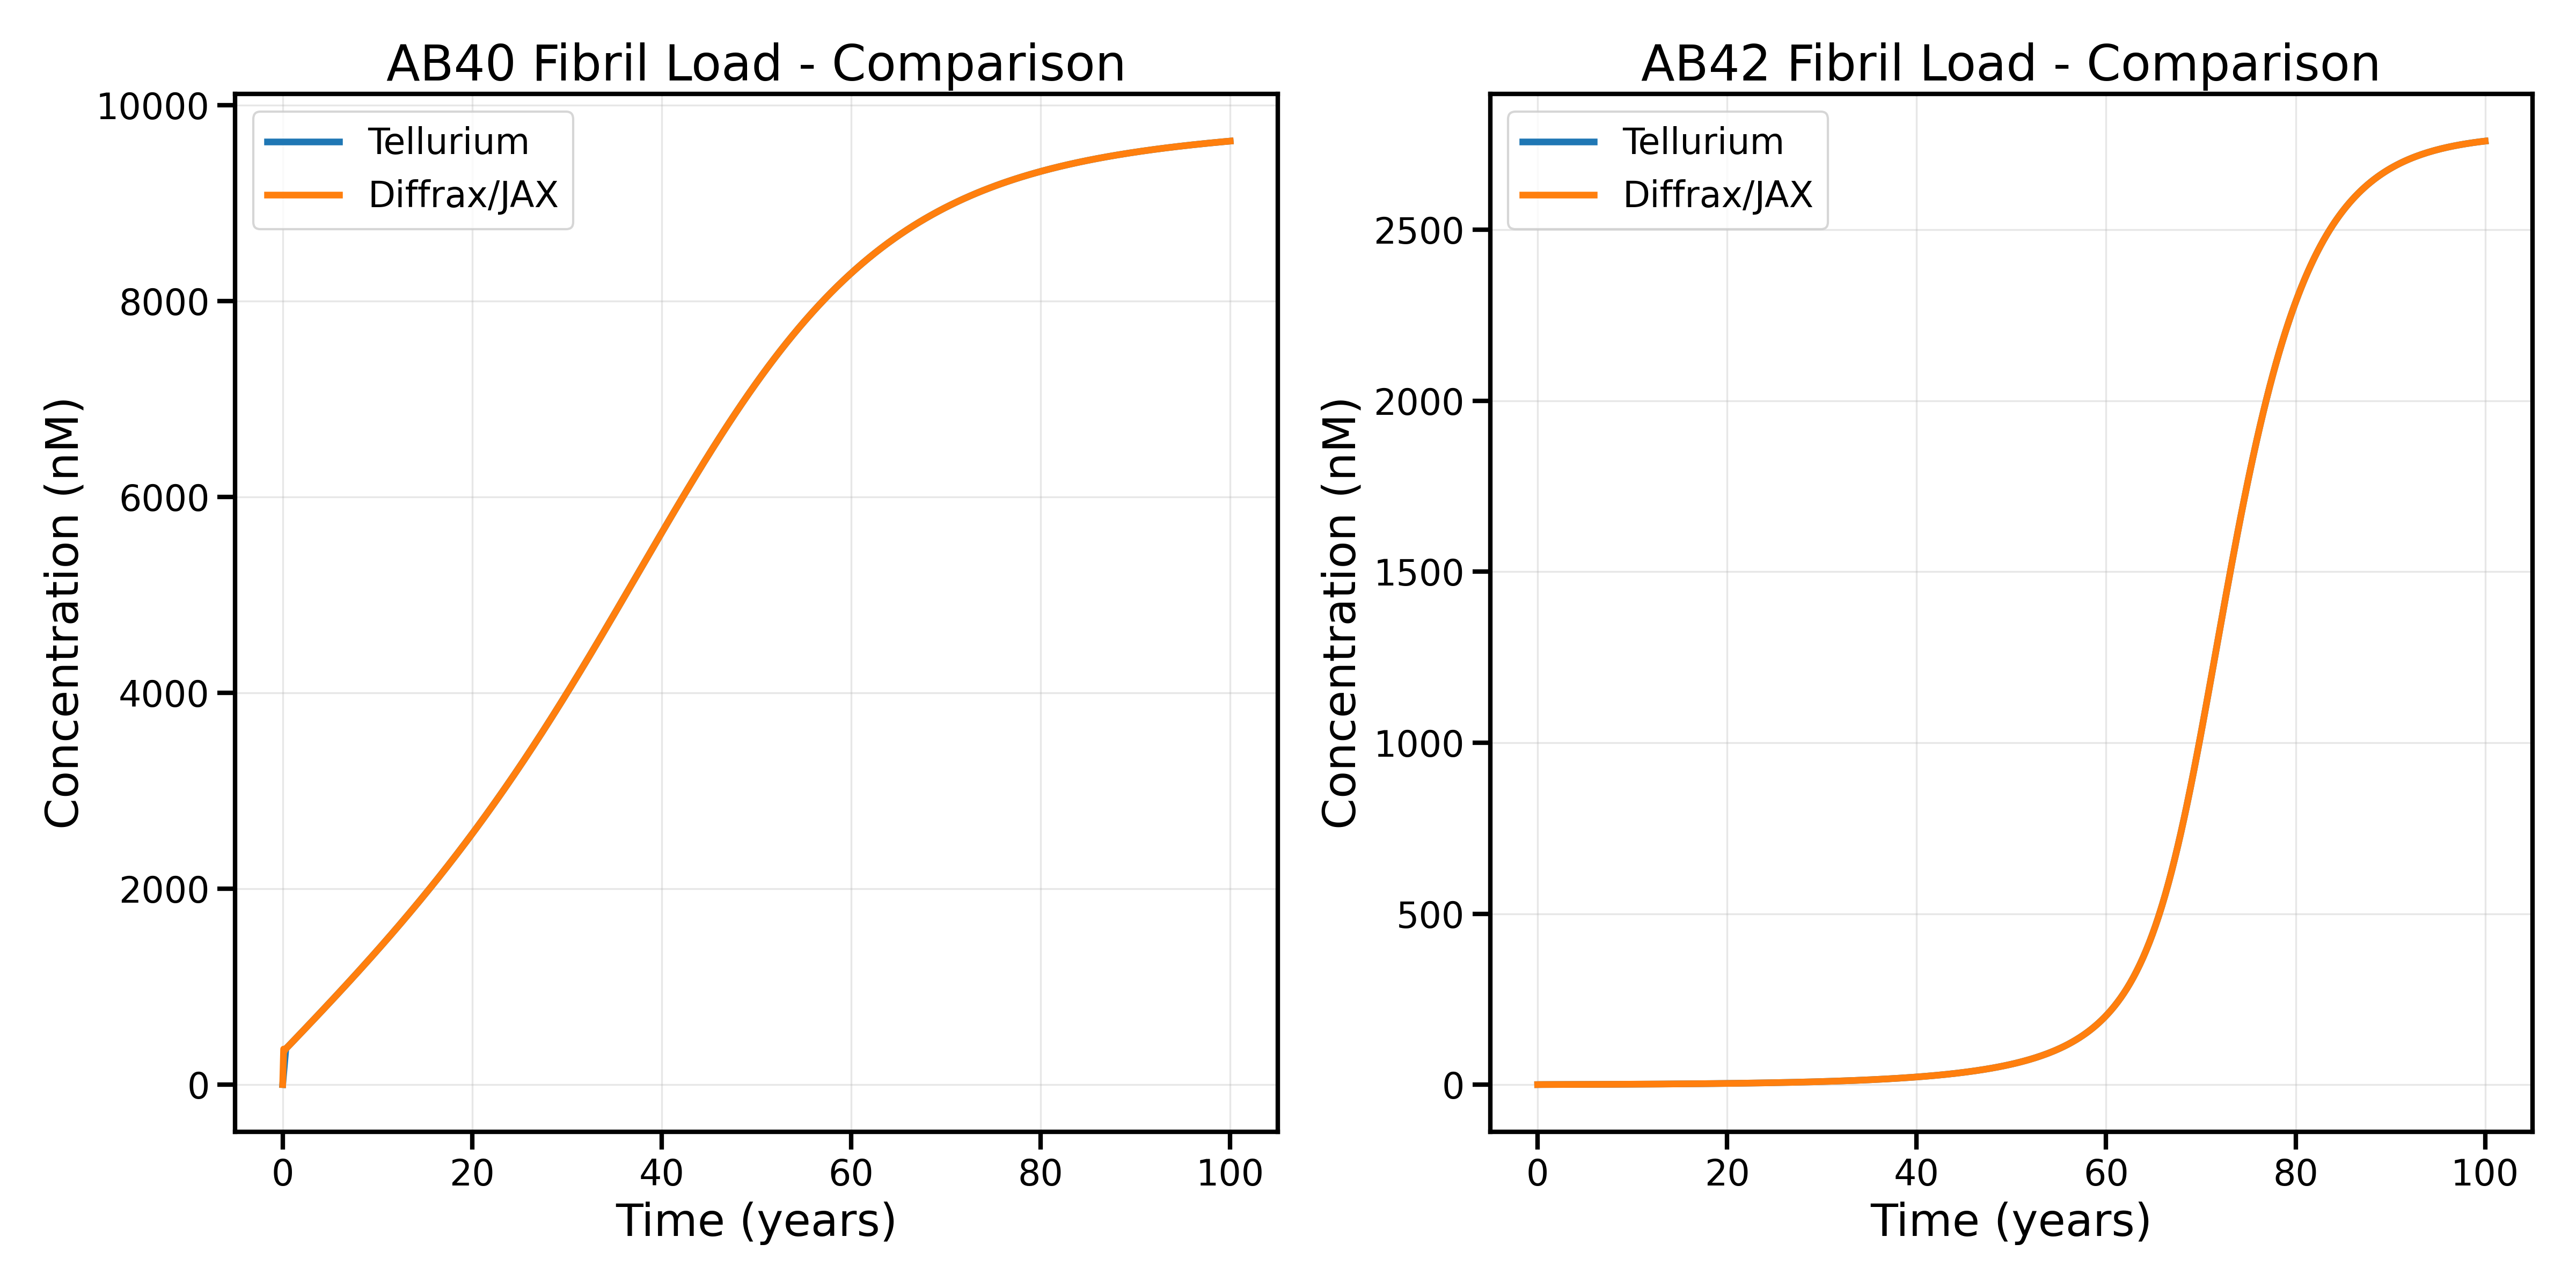 AB40 Fibril Load - Comparison
Tellurium
Diffrax/JAX
Concentration (nM)
10000
8000
6000
4000
2000
0
0 20 40 60 80 100
Time (years)
AB42 Fibril Load - Comparison
Tellurium
Diffrax/JAX
Concentration (nM)
2500
2000
1500
1000
500
0
0 20 40 60 80 100
Time (years)